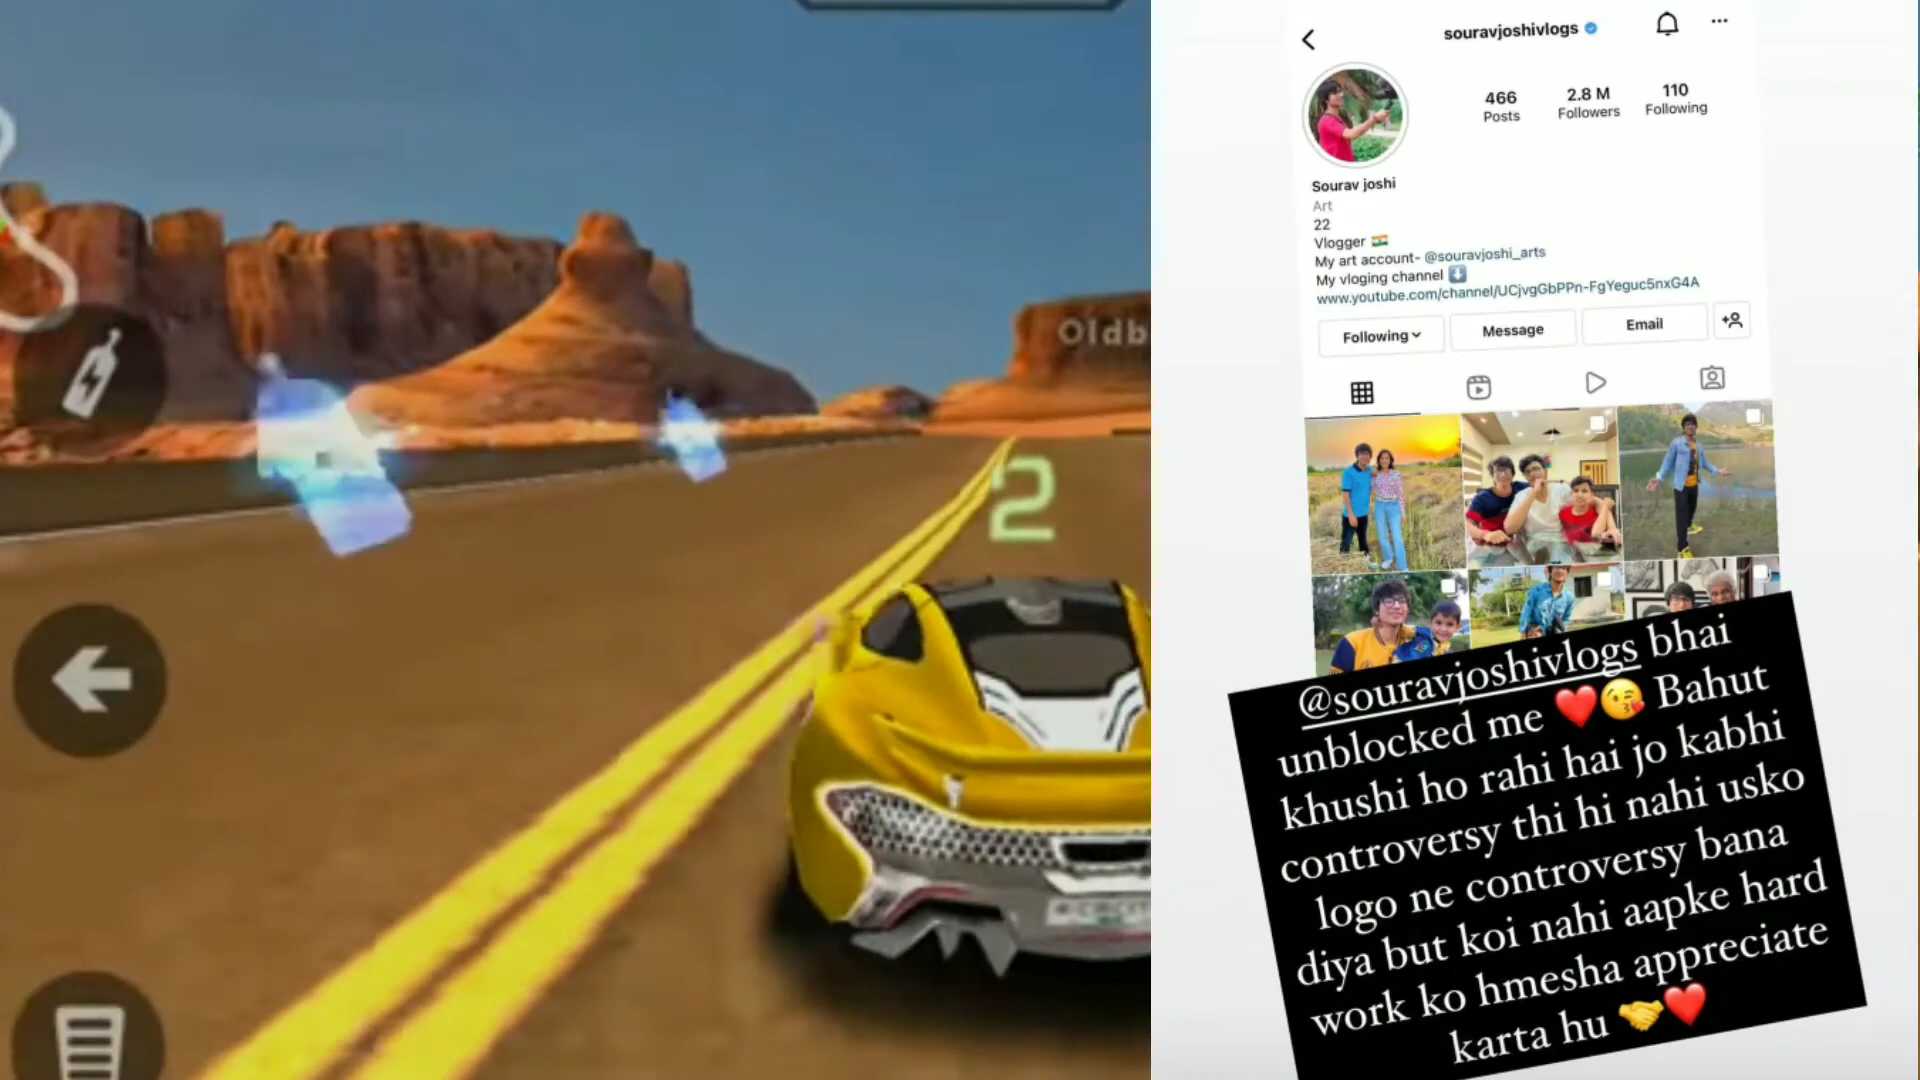 Oldb
2
souravjoshivlogs
466
Posts
2.8 M
Followers
110
Following
Sourav joshi
Art
22
Vlogger 🇮🇳
My art account- @souravjoshi_arts
My vloging channel ⬇️
www.youtube.com/channel/UCjvgGbPPn-FgYeguc5nxG4A
Following
Message
Email
@souravjoshivlogs bhai
unblocked me ❤️😘 Bahut
khushi ho rahi hai jo kabhi
controversy thi hi nahi usko
logo ne controversy bana
diya but koi nahi aapke hard
work ko hmesha appreciate
karta hu 🤝❤️